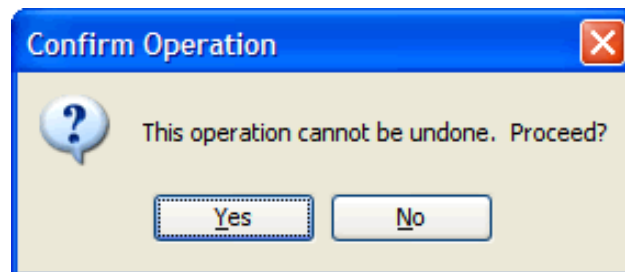 Confirm Operation
?
This operation cannot be undone.  Proceed?
Yes
No